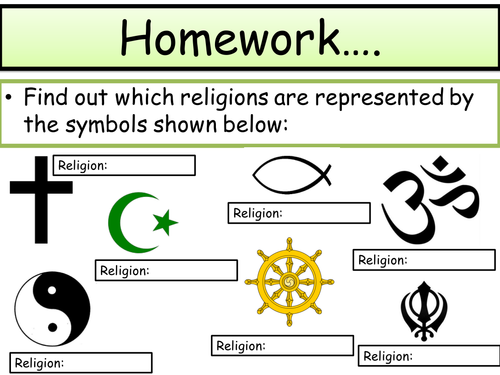 Homework....
• Find out which religions are represented by
the symbols shown below:
Religion:
Religion:
Religion:
Religion:
Religion:
Religion:
Religion: